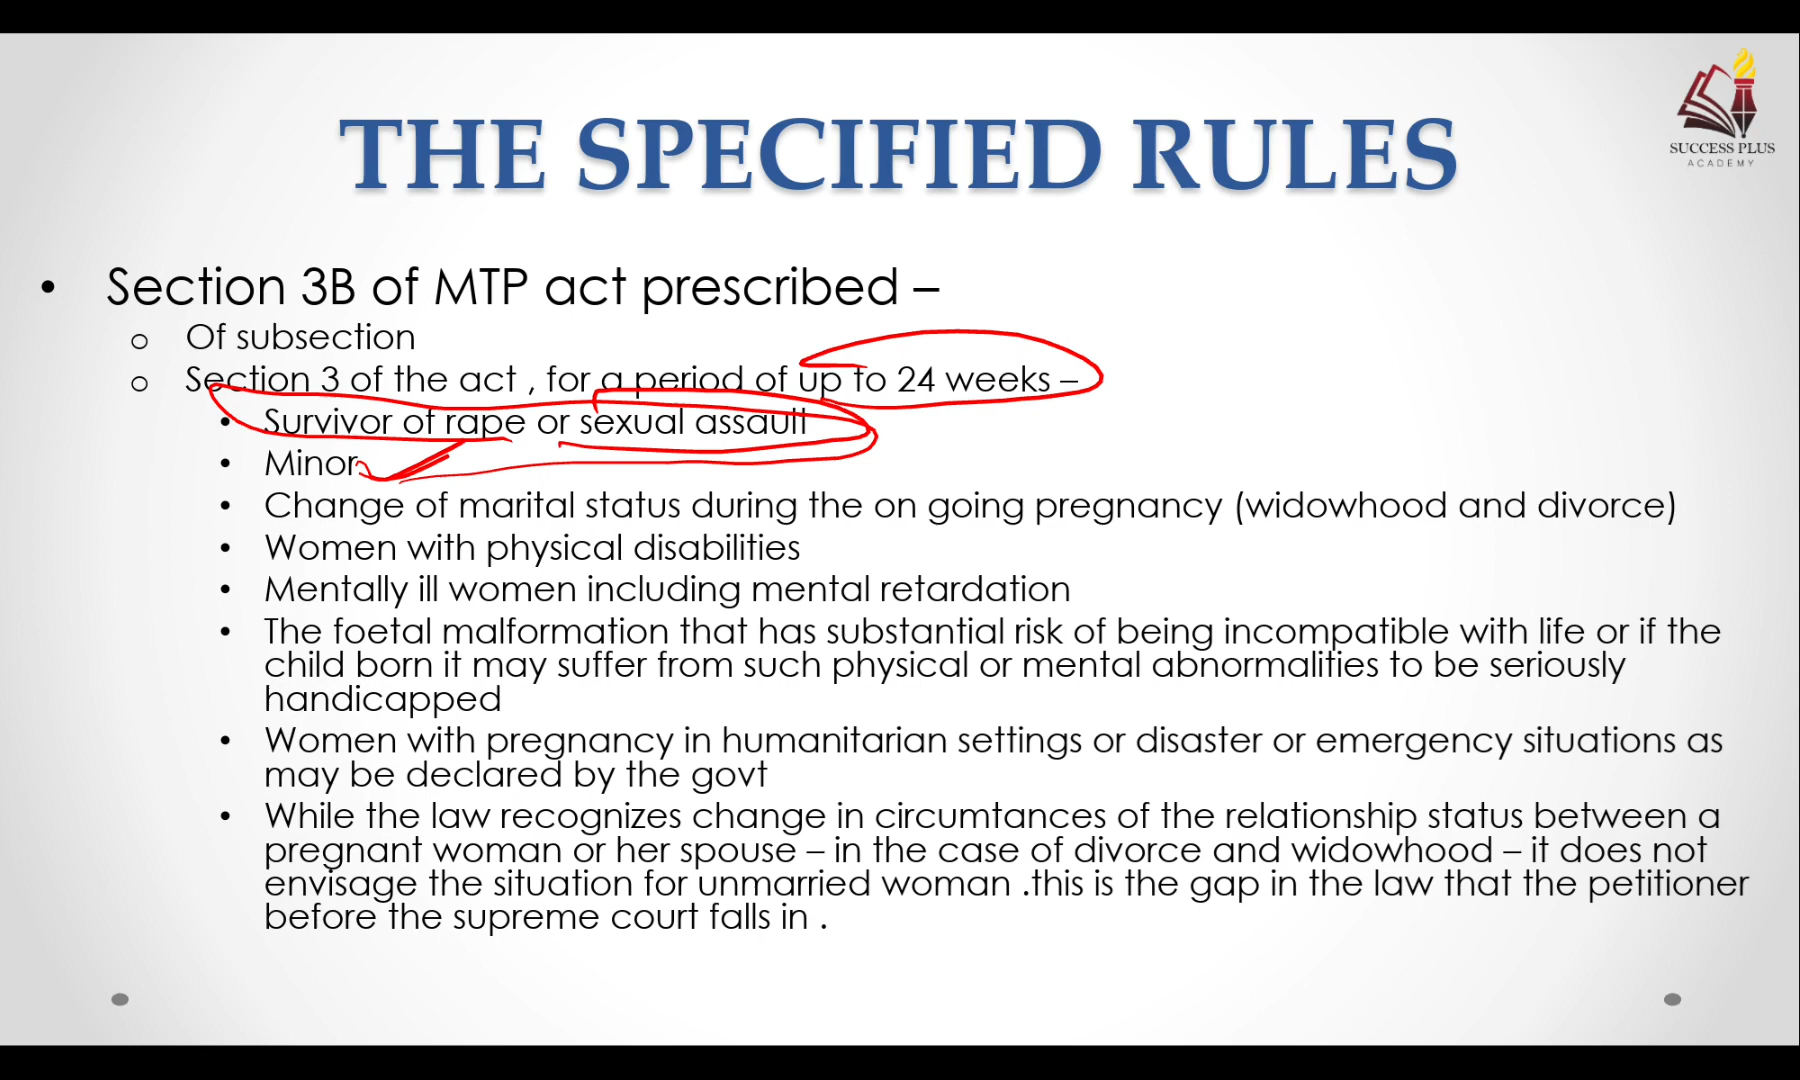 SUCCESS PLUS
ACADEMY
THE SPECIFIED RULES
• Section 3B of MTP act prescribed –
o Of subsection
o Section 3 of the act , for a period of up to 24 weeks –
• Survivor of rape or sexual assault
• Minor
• Change of marital status during the on going pregnancy (widowhood and divorce)
• Women with physical disabilities
• Mentally ill women including mental retardation
• The foetal malformation that has substantial risk of being incompatible with life or if the
child born it may suffer from such physical or mental abnormalities to be seriously
handicapped
• Women with pregnancy in humanitarian settings or disaster or emergency situations as
may be declared by the govt
• While the law recognizes change in circumtances of the relationship status between a
pregnant woman or her spouse – in the case of divorce and widowhood – it does not
envisage the situation for unmarried woman .this is the gap in the law that the petitioner
before the supreme court falls in .